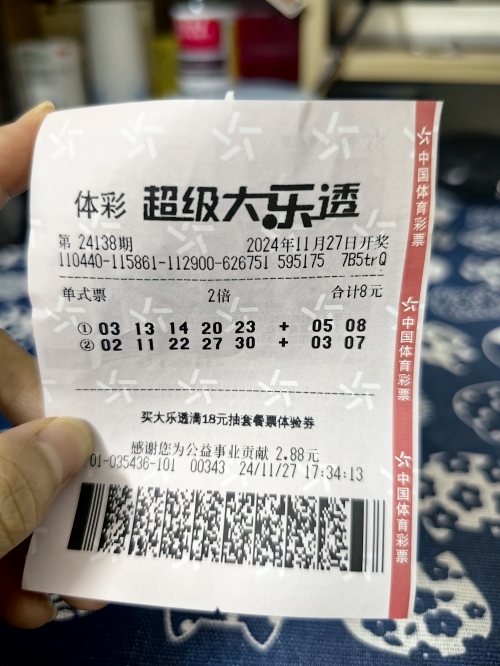 体彩 超级大乐透
第 24138期 2024年11月27日开奖
110440-115861-112900-626751 595175 7B5trQ
单式票 2倍 合计8元
① 03 13 14 20 23 + 05 08
② 02 11 22 27 30 + 03 07
买大乐透满18元抽套餐票体验券
感谢您为公益事业贡献 2.88元
01-035436-101 00343 24/11/27 17:34:13
中国体育彩票
中国体育彩票
中国体育彩票